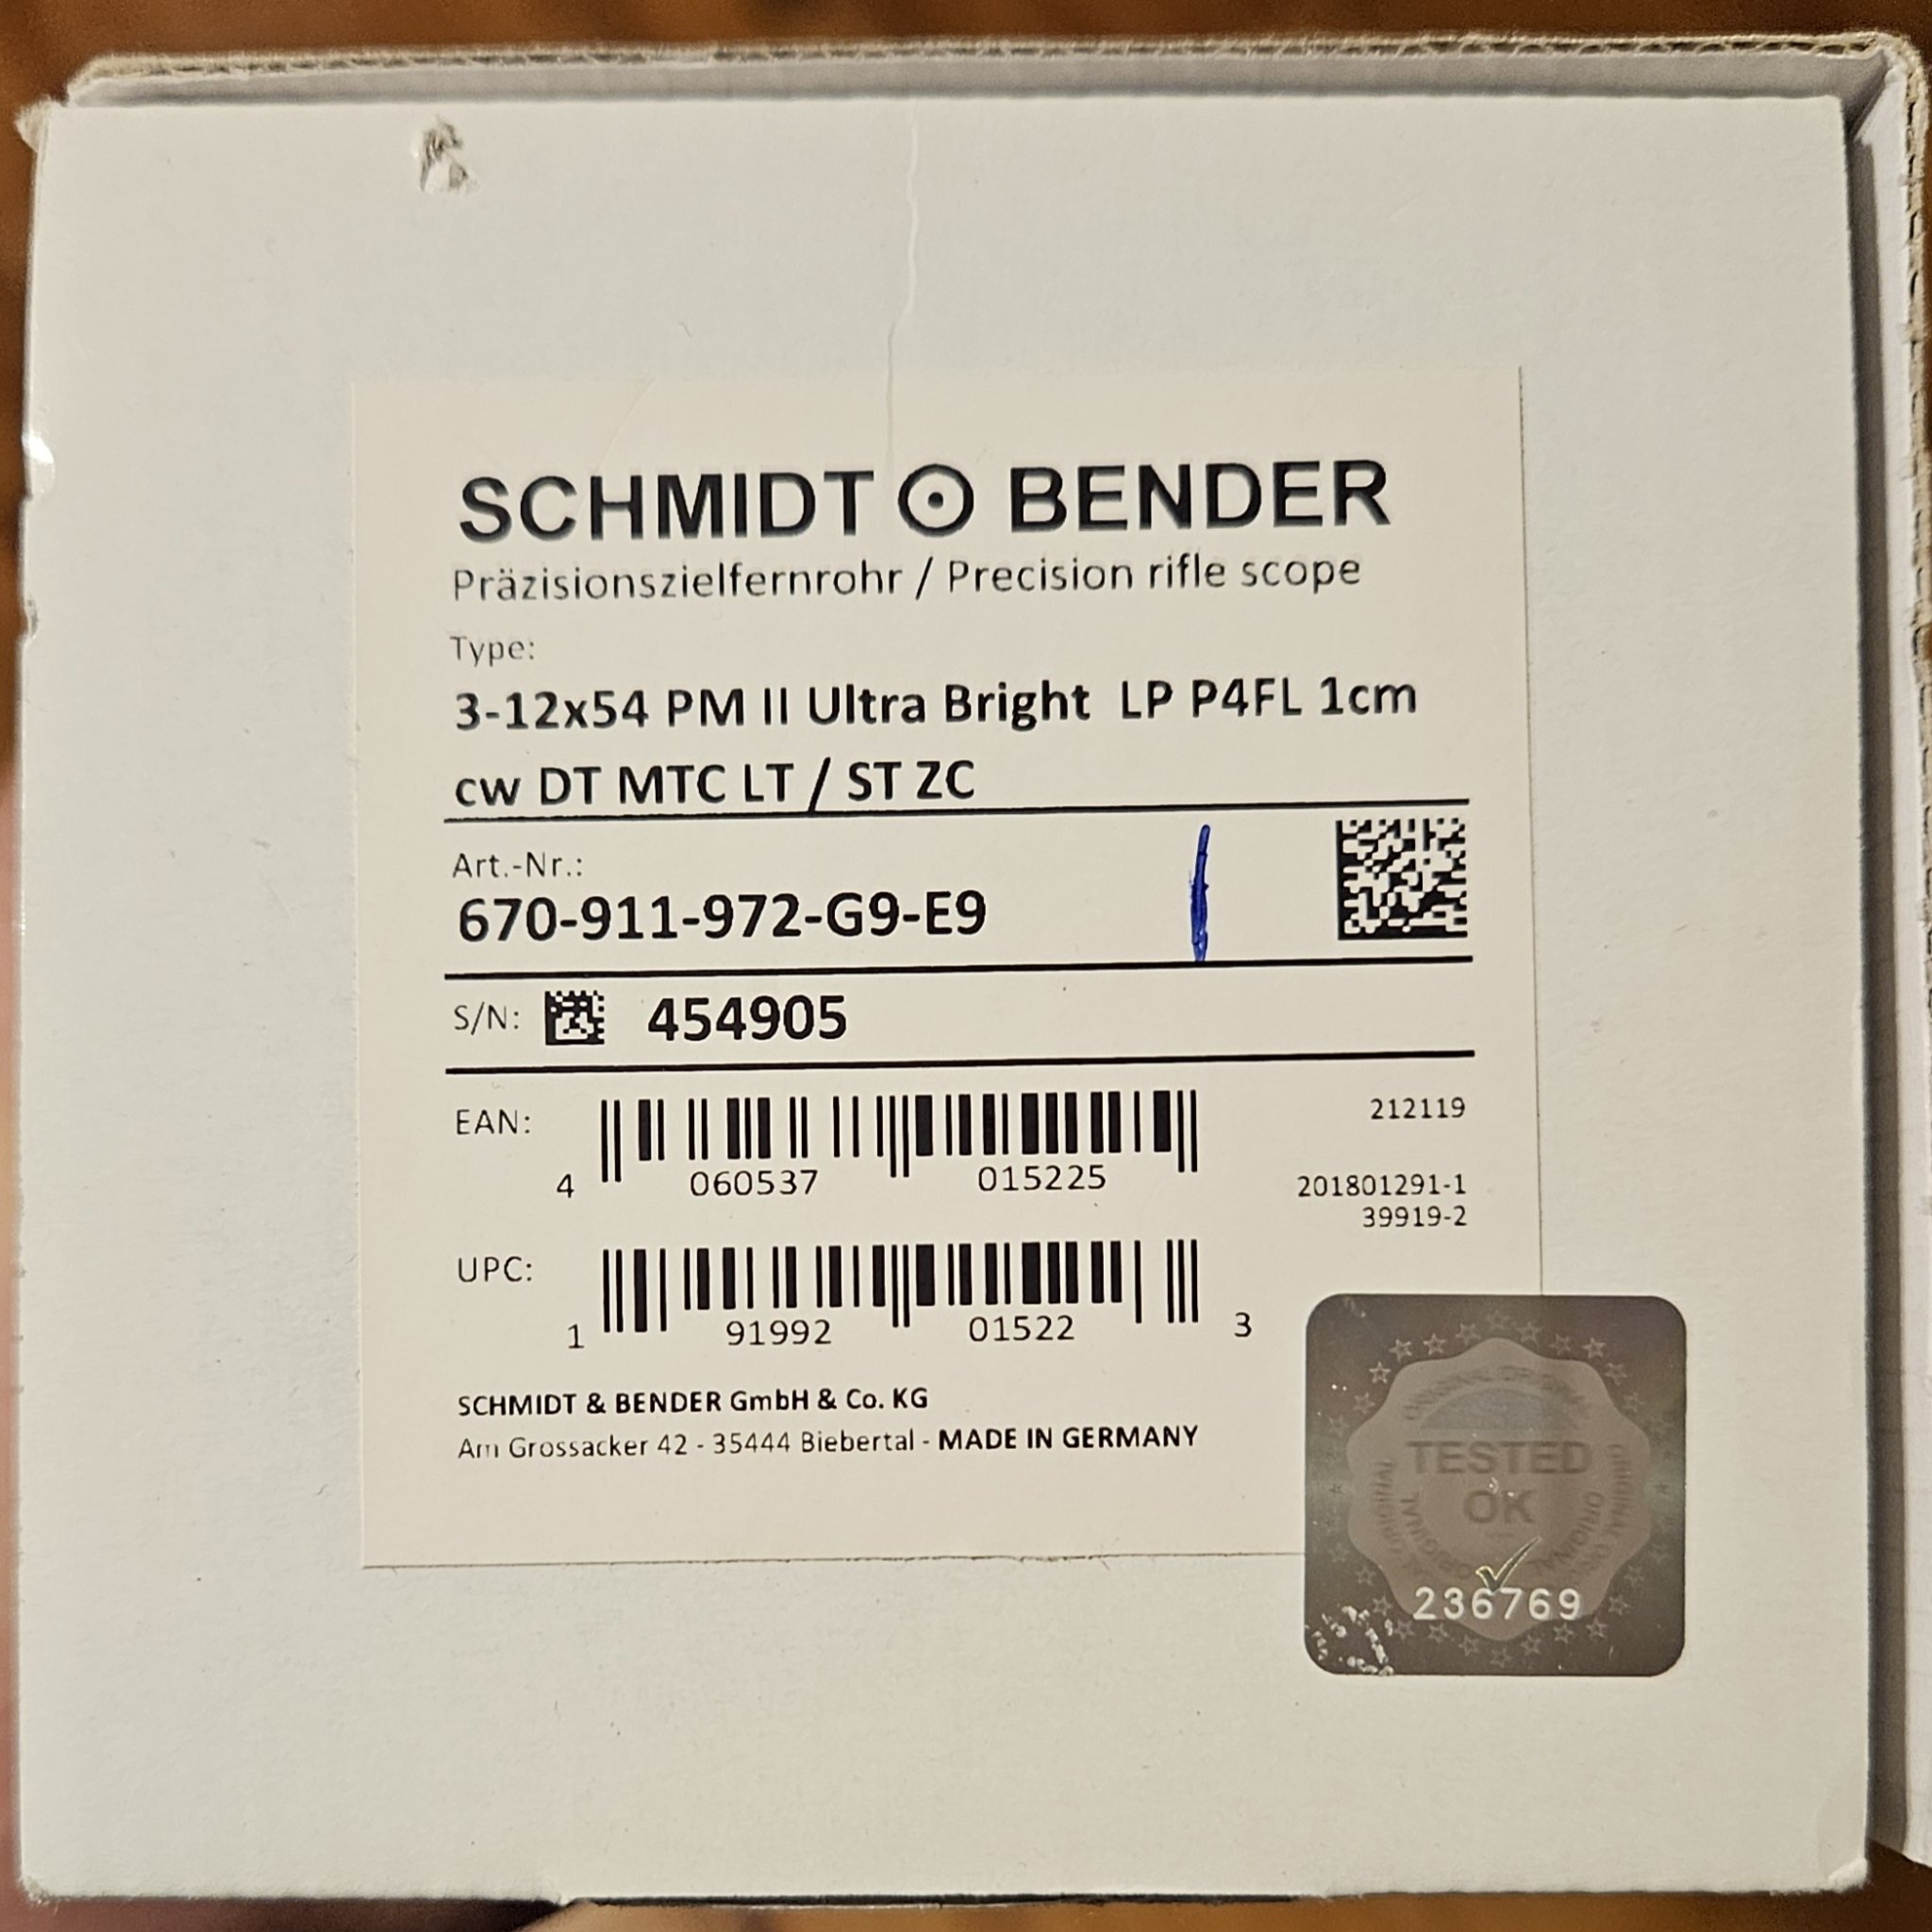 SCHMIDT BENDER
Präzisionszielfernrohr / Precision rifle scope
Type:
3-12x54 PM II Ultra Bright LP P4FL 1cm
cw DT MTC LT / ST ZC
Art.-Nr.:
670-911-972-G9-E9
S/N: 454905
EAN:
4 060537 015225
212119
201801291-1
39919-2
UPC:
1 91992 01522 3
SCHMIDT & BENDER GmbH & Co. KG
Am Grossacker 42 - 35444 Biebertal - MADE IN GERMANY
TESTED
OK
ORIGINAL
236769